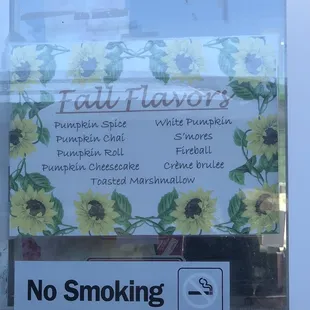 Fall Flavors
Pumpkin Spice
Pumpkin Chai
Pumpkin Roll
Pumpkin Cheesecake
White Pumpkin
S'mores
Fireball
Crème brulee
Toasted Marshmallow
No Smoking